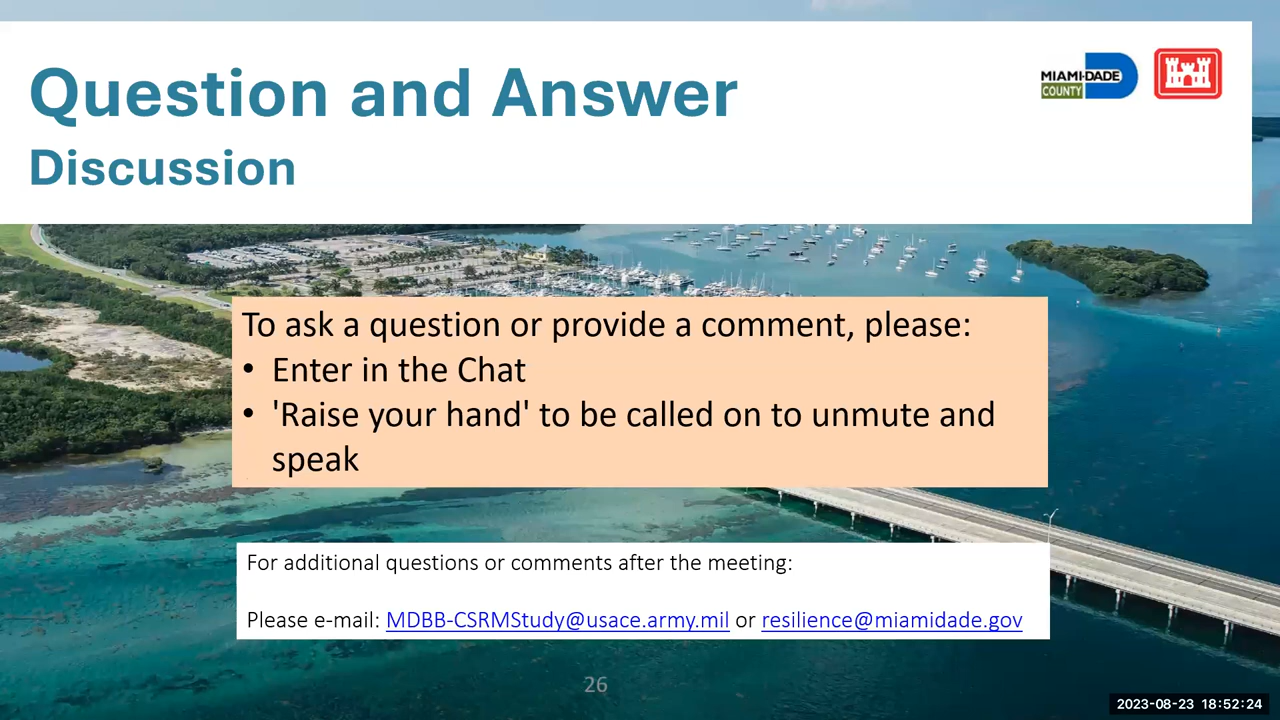 Question and Answer
Discussion
MIAMI-DADE
COUNTY
To ask a question or provide a comment, please:
• Enter in the Chat
• 'Raise your hand' to be called on to unmute and
speak
For additional questions or comments after the meeting:
Please e-mail: MDBB-CSRMStudy@usace.army.mil or resilience@miamidade.gov
26
2023-08-23 18:52:24